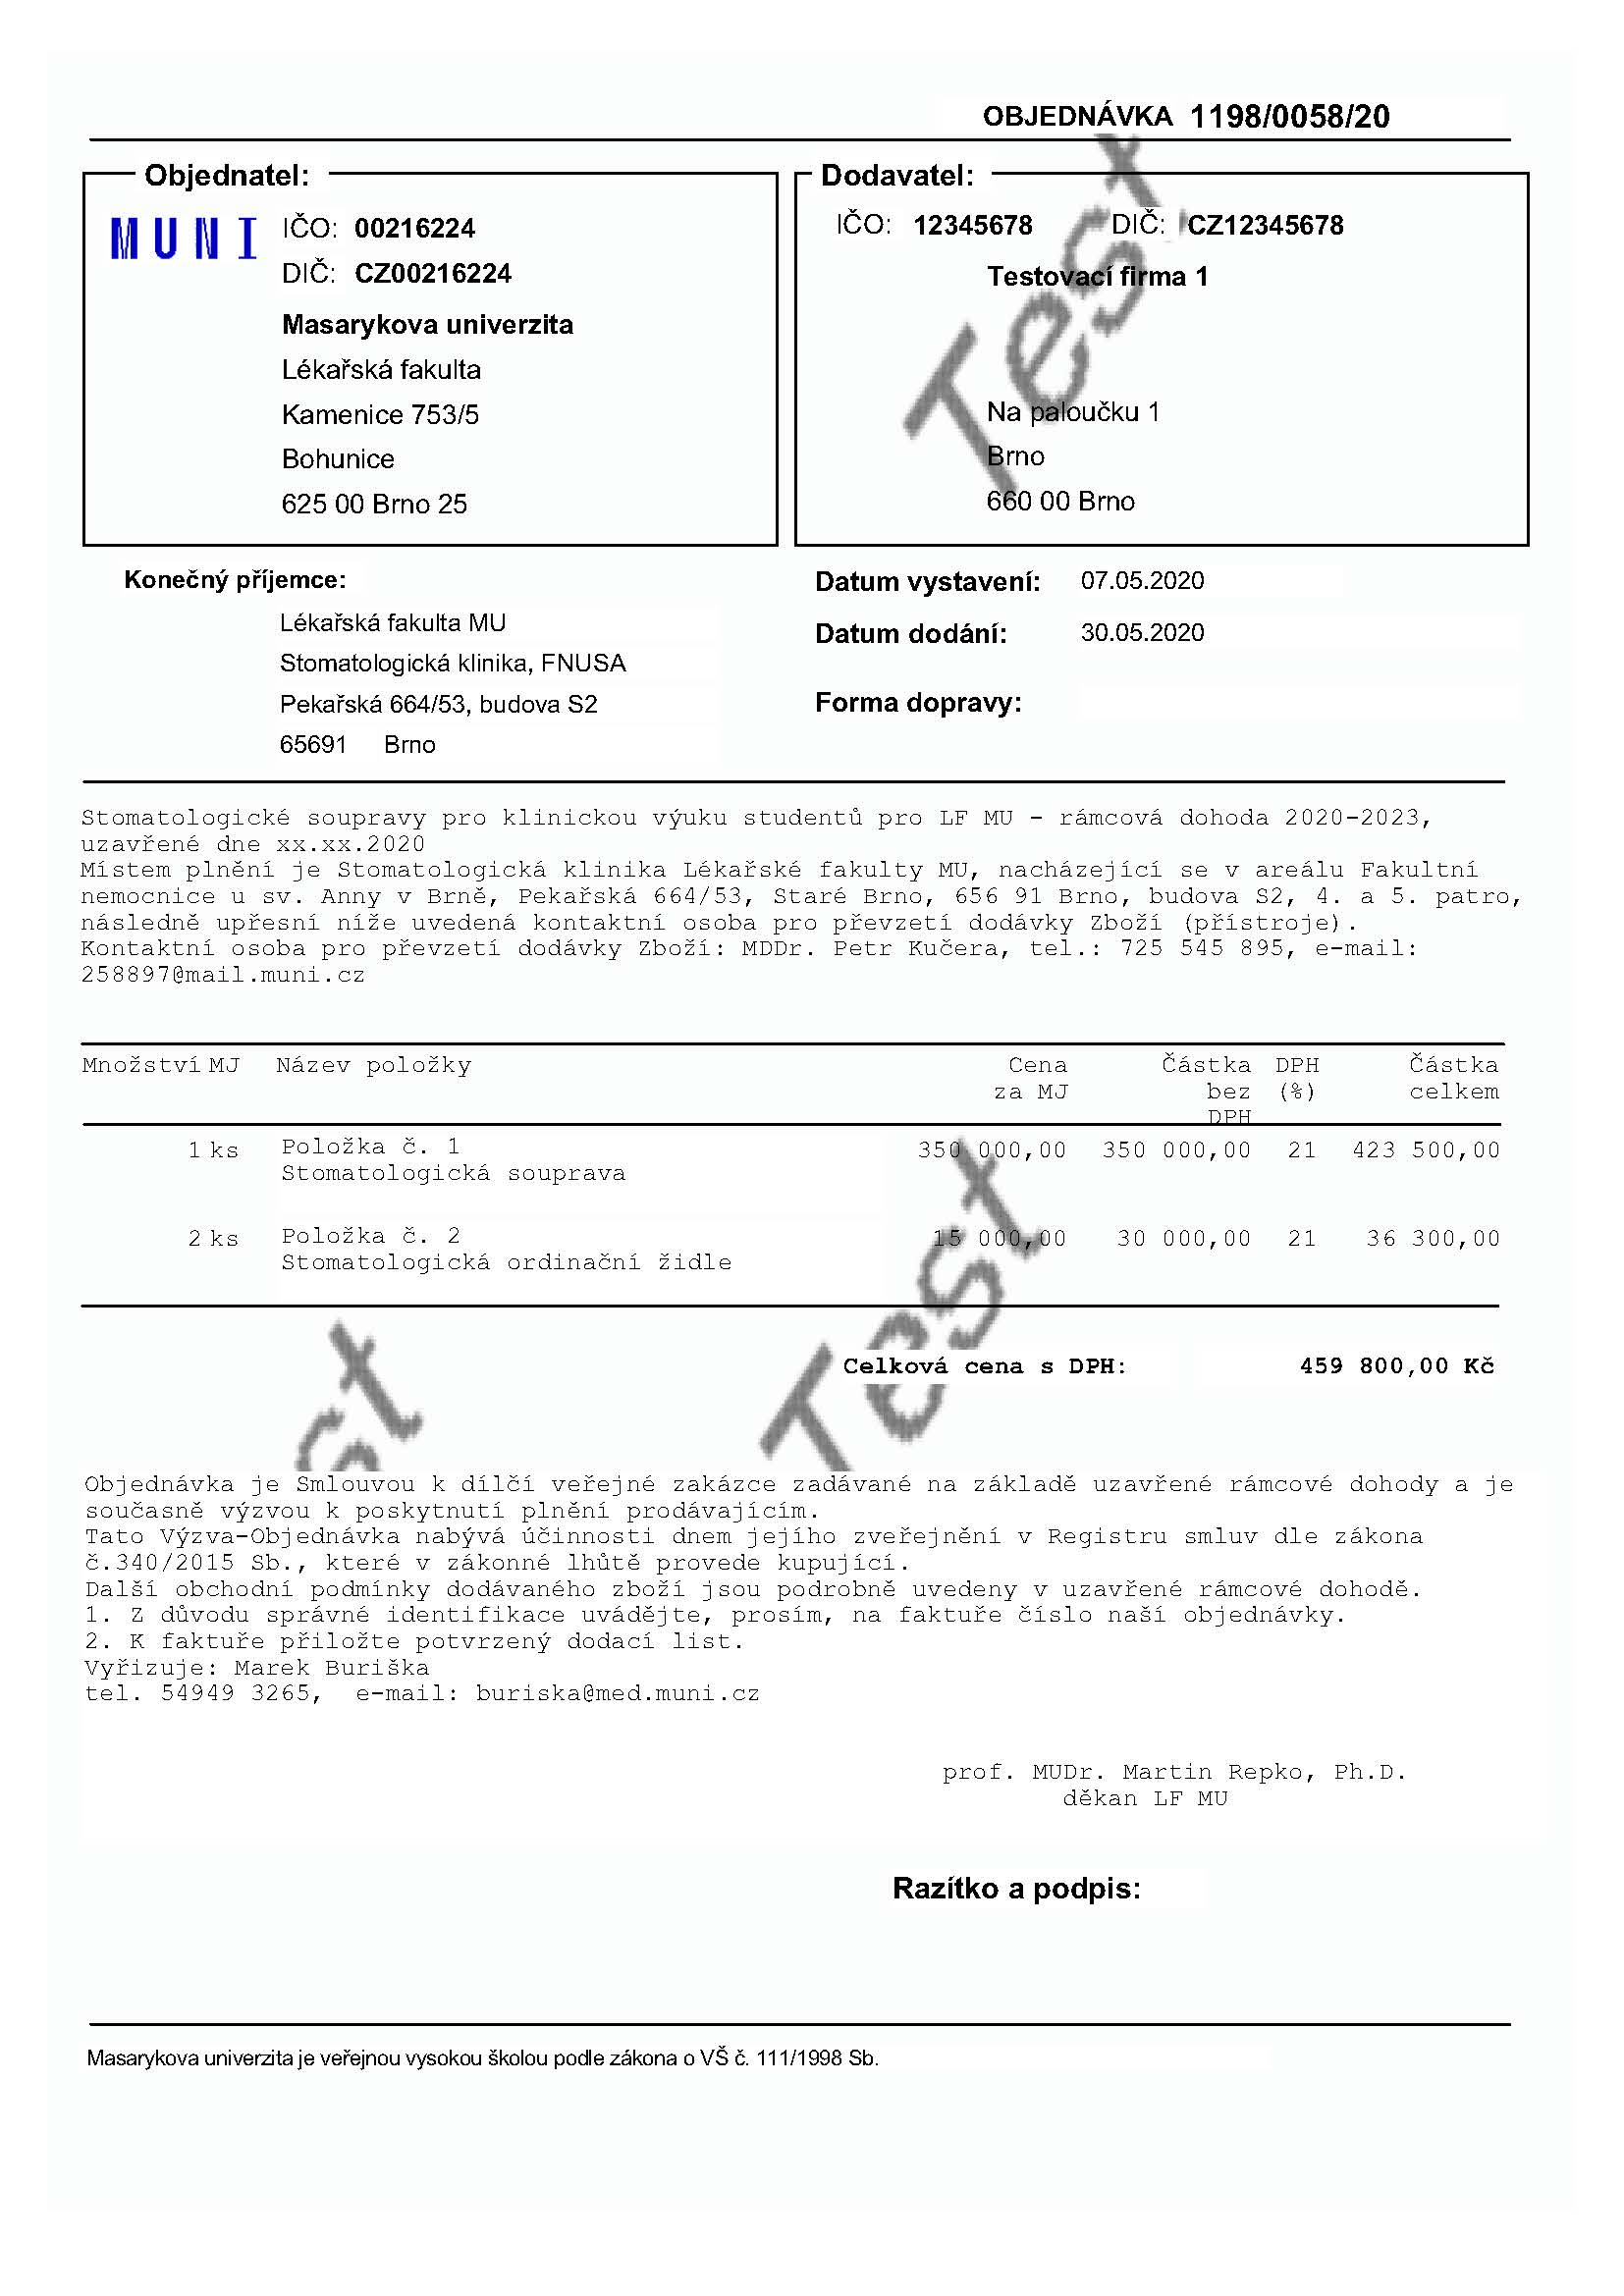 OBJEDNÁVKA 1198/0058/20
Objednatel:
MUNI
IČO: 00216224
DIČ: CZ00216224
Masarykova univerzita
Lékařská fakulta
Kamenice 753/5
Bohunice
625 00 Brno 25
Dodavatel:
IČO: 12345678 DIČ: CZ12345678
Testovací firma 1
Na paloučku 1
Brno
660 00 Brno
Test
Konečný příjemce:
Lékařská fakulta MU
Stomatologická klinika, FNUSA
Pekařská 664/53, budova S2
65691 Brno
Datum vystavení: 07.05.2020
Datum dodání: 30.05.2020
Forma dopravy:
Stomatologické soupravy pro klinickou výuku studentů pro LF MU - rámcová dohoda 2020-2023,
uzavřené dne xx.xx.2020
Místem plnění je Stomatologická klinika Lékařské fakulty MU, nacházející se v areálu Fakultní
nemocnice u sv. Anny v Brně, Pekařská 664/53, Staré Brno, 656 91 Brno, budova S2, 4. a 5. patro,
následně upřesní níže uvedená kontaktní osoba pro převzetí dodávky Zboží (přístroje).
Kontaktní osoba pro převzetí dodávky Zboží: MDDr. Petr Kučera, tel.: 725 545 895, e-mail:
258897@mail.muni.cz
Množství MJ Název položky Cena Částka DPH Částka
za MJ bez (%) celkem
DPH
1 ks Položka č. 1 350 000,00 350 000,00 21 423 500,00
Stomatologická souprava
2 ks Položka č. 2 15 000,00 30 000,00 21 36 300,00
Stomatologická ordinační židle
Test
Celková cena s DPH: 459 800,00 Kč
st
Objednávka je Smlouvou k dílčí veřejné zakázce zadávané na základě uzavřené rámcové dohody a je
současně výzvou k poskytnutí plnění prodávajícím.
Tato Výzva-Objednávka nabývá účinnosti dnem jejího zveřejnění v Registru smluv dle zákona
č.340/2015 Sb., které v zákonné lhůtě provede kupující.
Další obchodní podmínky dodávaného zboží jsou podrobně uvedeny v uzavřené rámcové dohodě.
1. Z důvodu správné identifikace uvádějte, prosím, na faktuře číslo naší objednávky.
2. K faktuře přiložte potvrzený dodací list.
Vyřizuje: Marek Buriška
tel. 54949 3265, e-mail: buriska@med.muni.cz
prof. MUDr. Martin Repko, Ph.D.
děkan LF MU
Razítko a podpis:
Masarykova univerzita je veřejnou vysokou školou podle zákona o VŠ č. 111/1998 Sb.